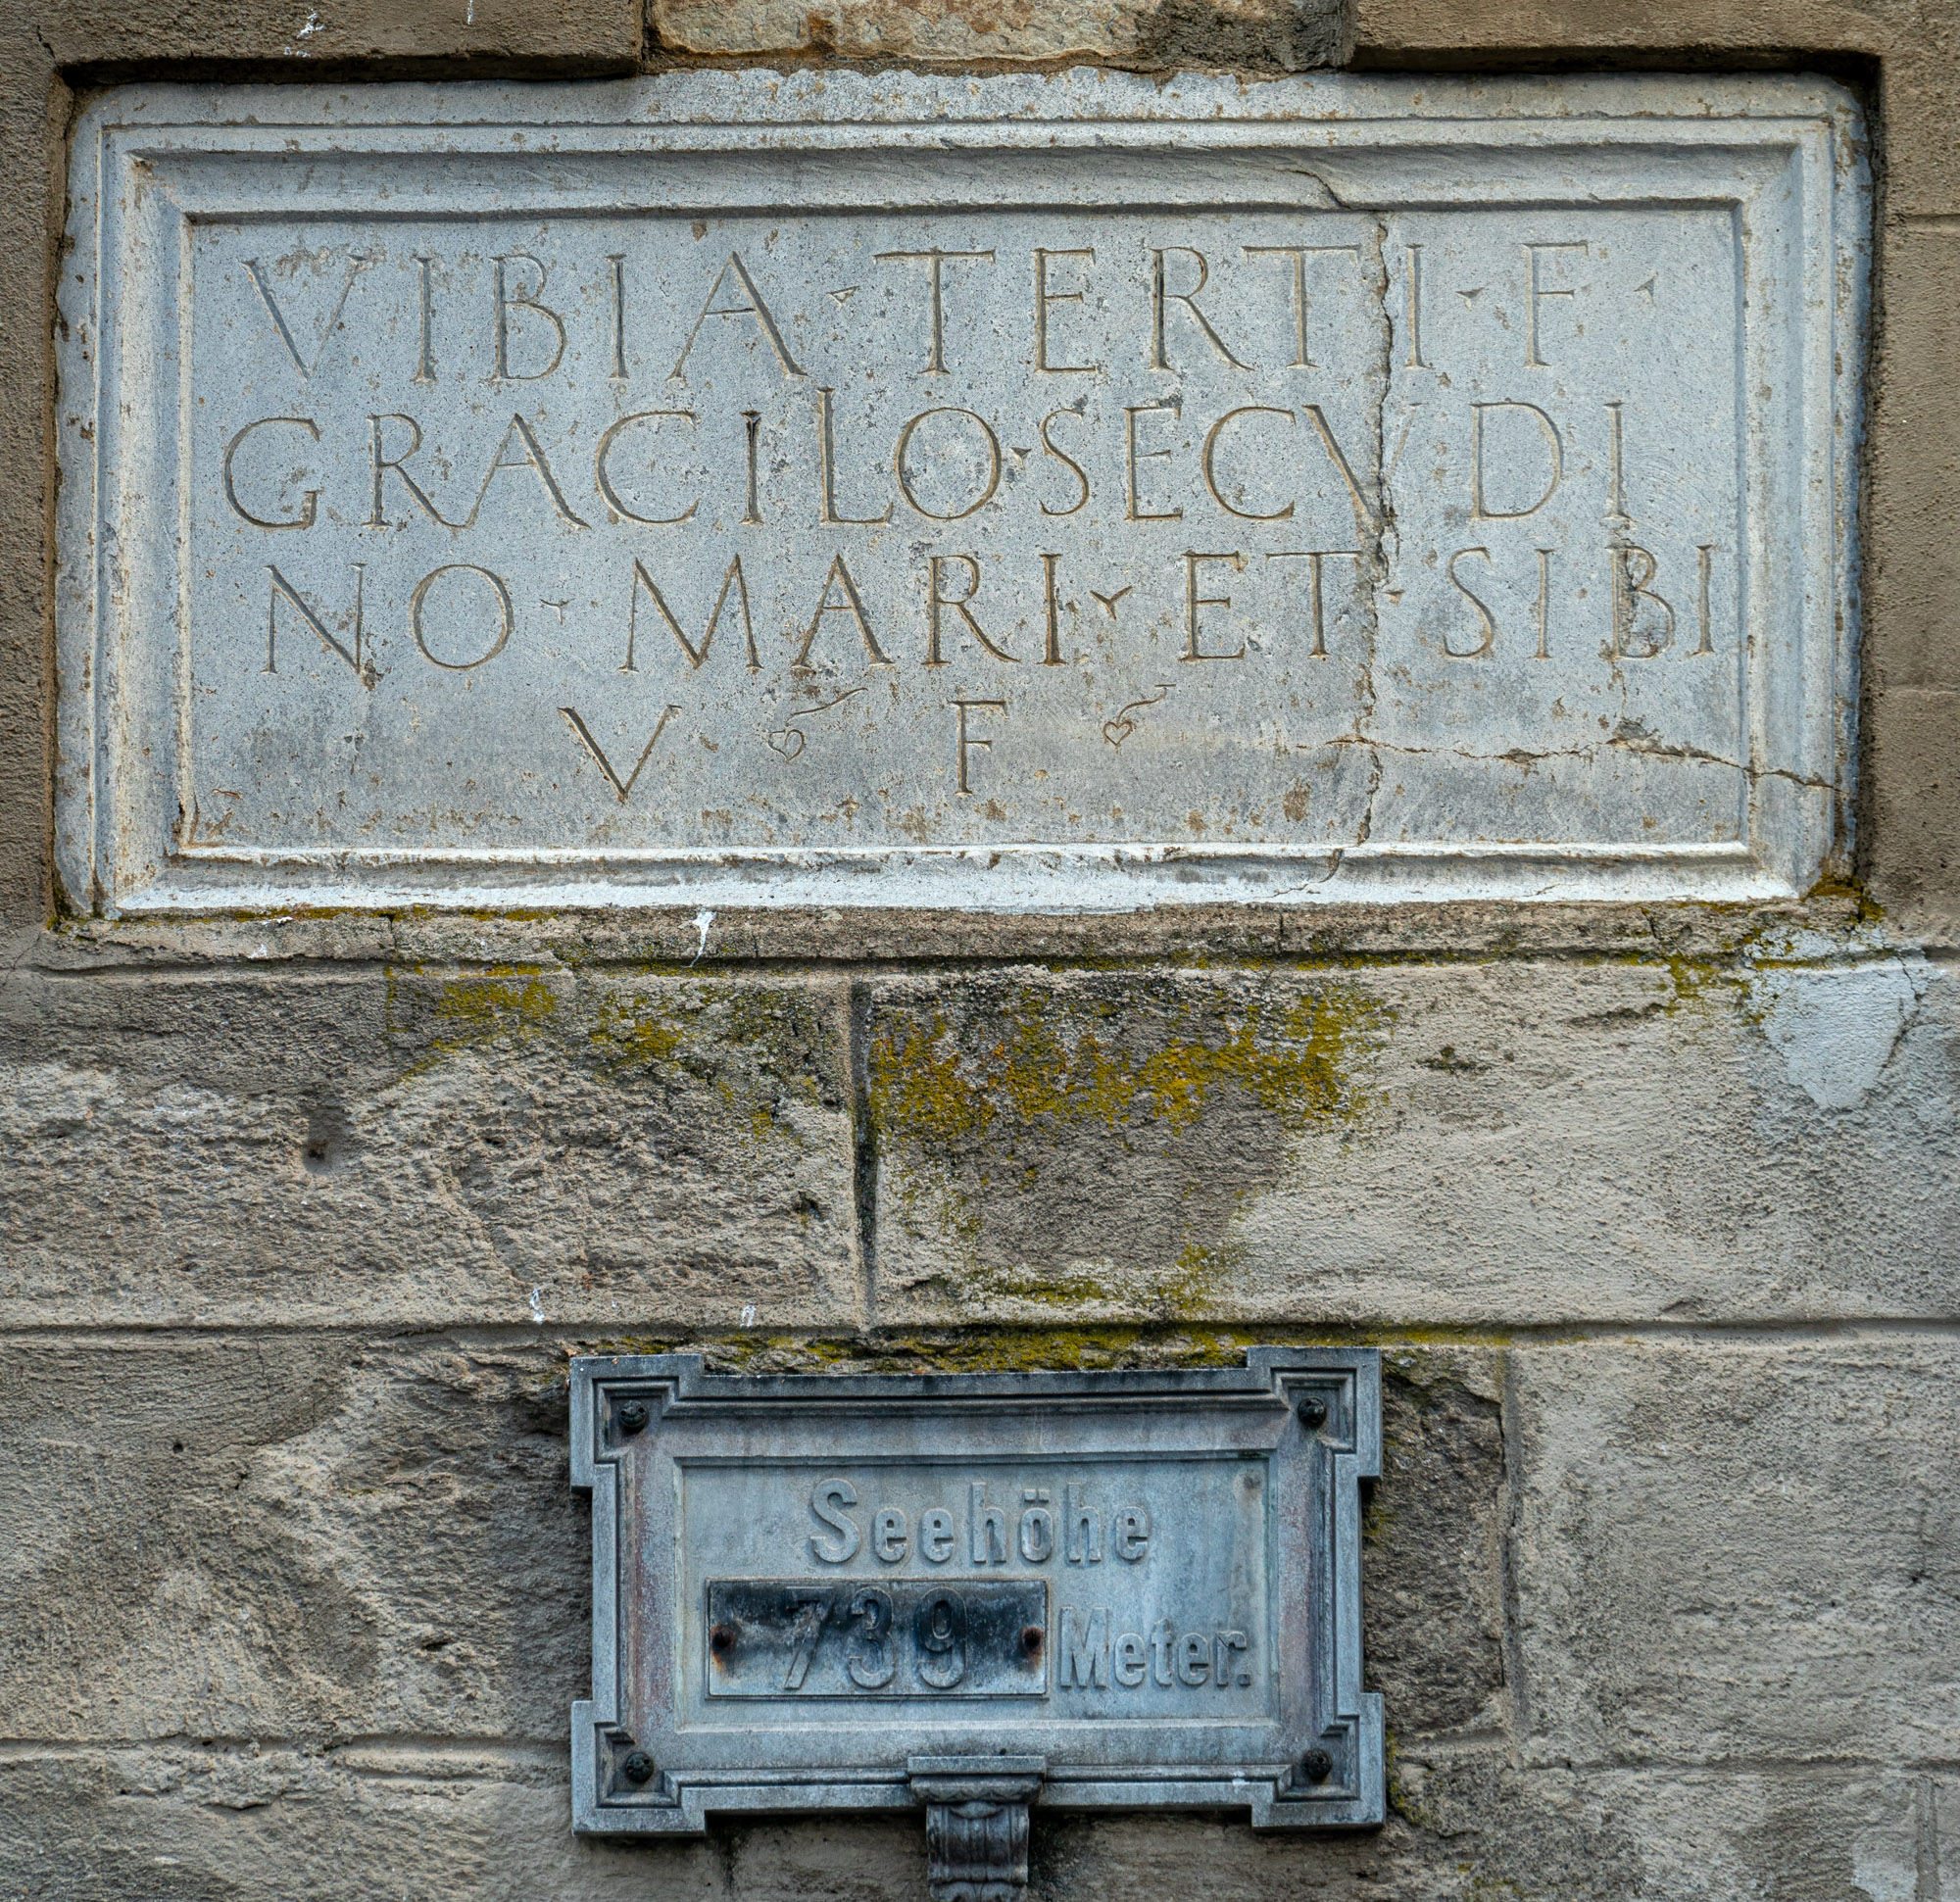 VIBIA · TERTI · F ·
GRACILO · SECVDI
NO · MARI · ET · SIBI
V ❦ F ❦
Seehöhe
739 Meter.